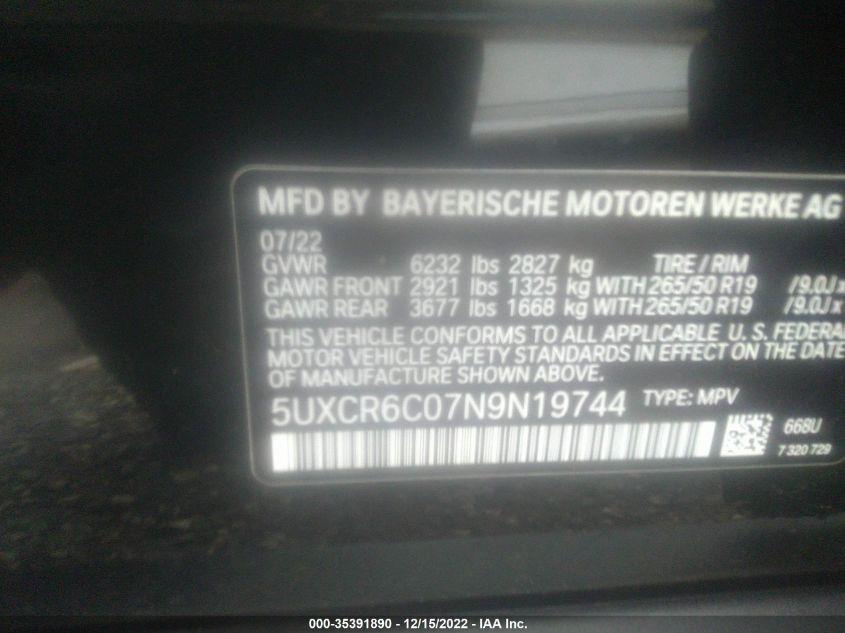 MFD BY BAYERISCHE MOTOREN WERKE AG
07/22
GVWR 6232 lbs 2827 kg TIRE / RIM
GAWR FRONT 2921 lbs 1325 kg WITH 265/50 R19 /9.0Jx
GAWR REAR 3677 lbs 1668 kg WITH 265/50 R19 /9.0Jx
THIS VEHICLE CONFORMS TO ALL APPLICABLE U. S. FEDERA
MOTOR VEHICLE SAFETY STANDARDS IN EFFECT ON THE DATE
OF MANUFACTURE SHOWN ABOVE.
5UXCR6C07N9N19744 TYPE: MPV
668U
7 320 729
000-35391890 - 12/15/2022 - IAA Inc.